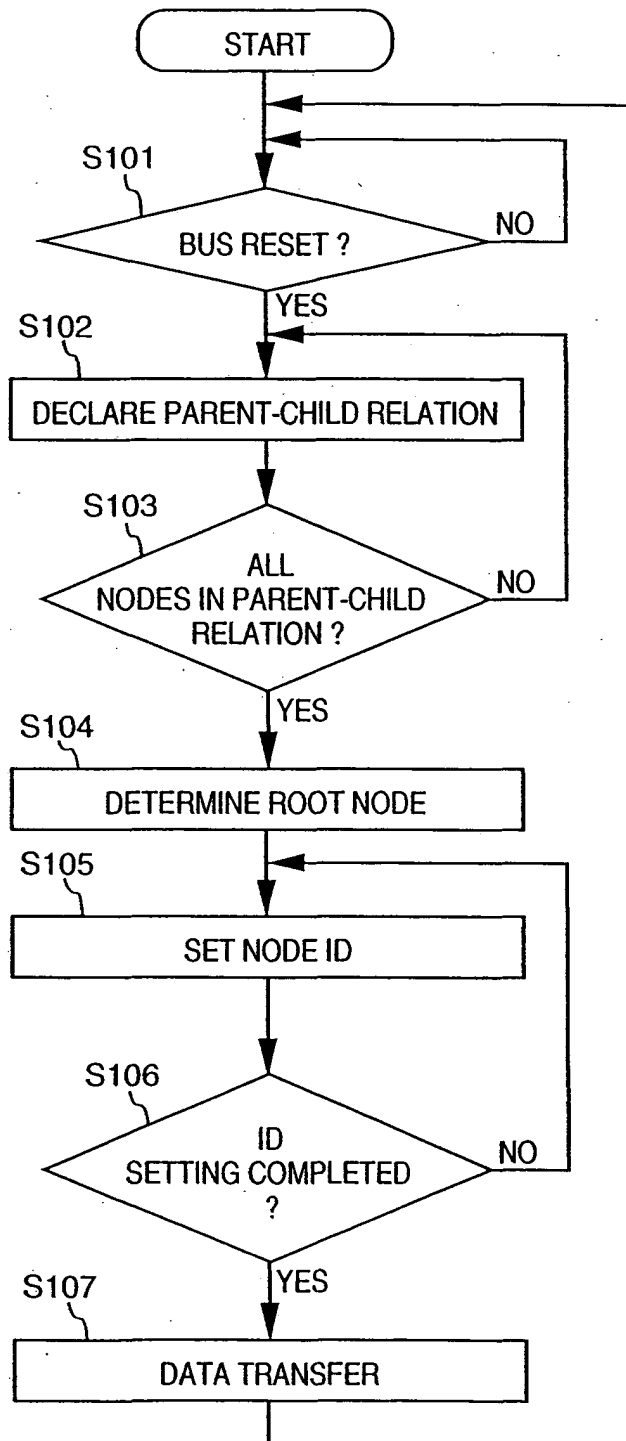 START
S101
BUS RESET ?
NO
YES
S102
DECLARE PARENT-CHILD RELATION
S103
ALL
NODES IN PARENT-CHILD
RELATION ?
NO
YES
S104
DETERMINE ROOT NODE
S105
SET NODE ID
S106
ID
SETTING COMPLETED
?
NO
YES
S107
DATA TRANSFER